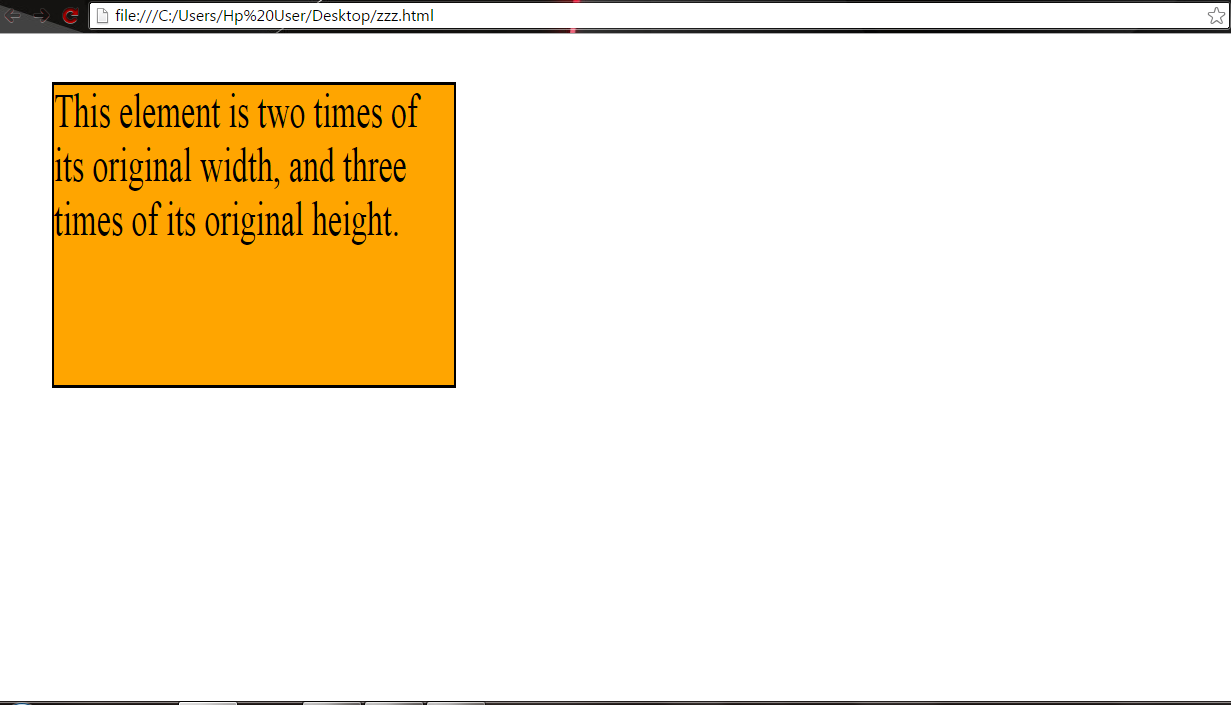 file:///C:/Users/Hp%20User/Desktop/zzz.html
This element is two times of
its original width, and three
times of its original height.